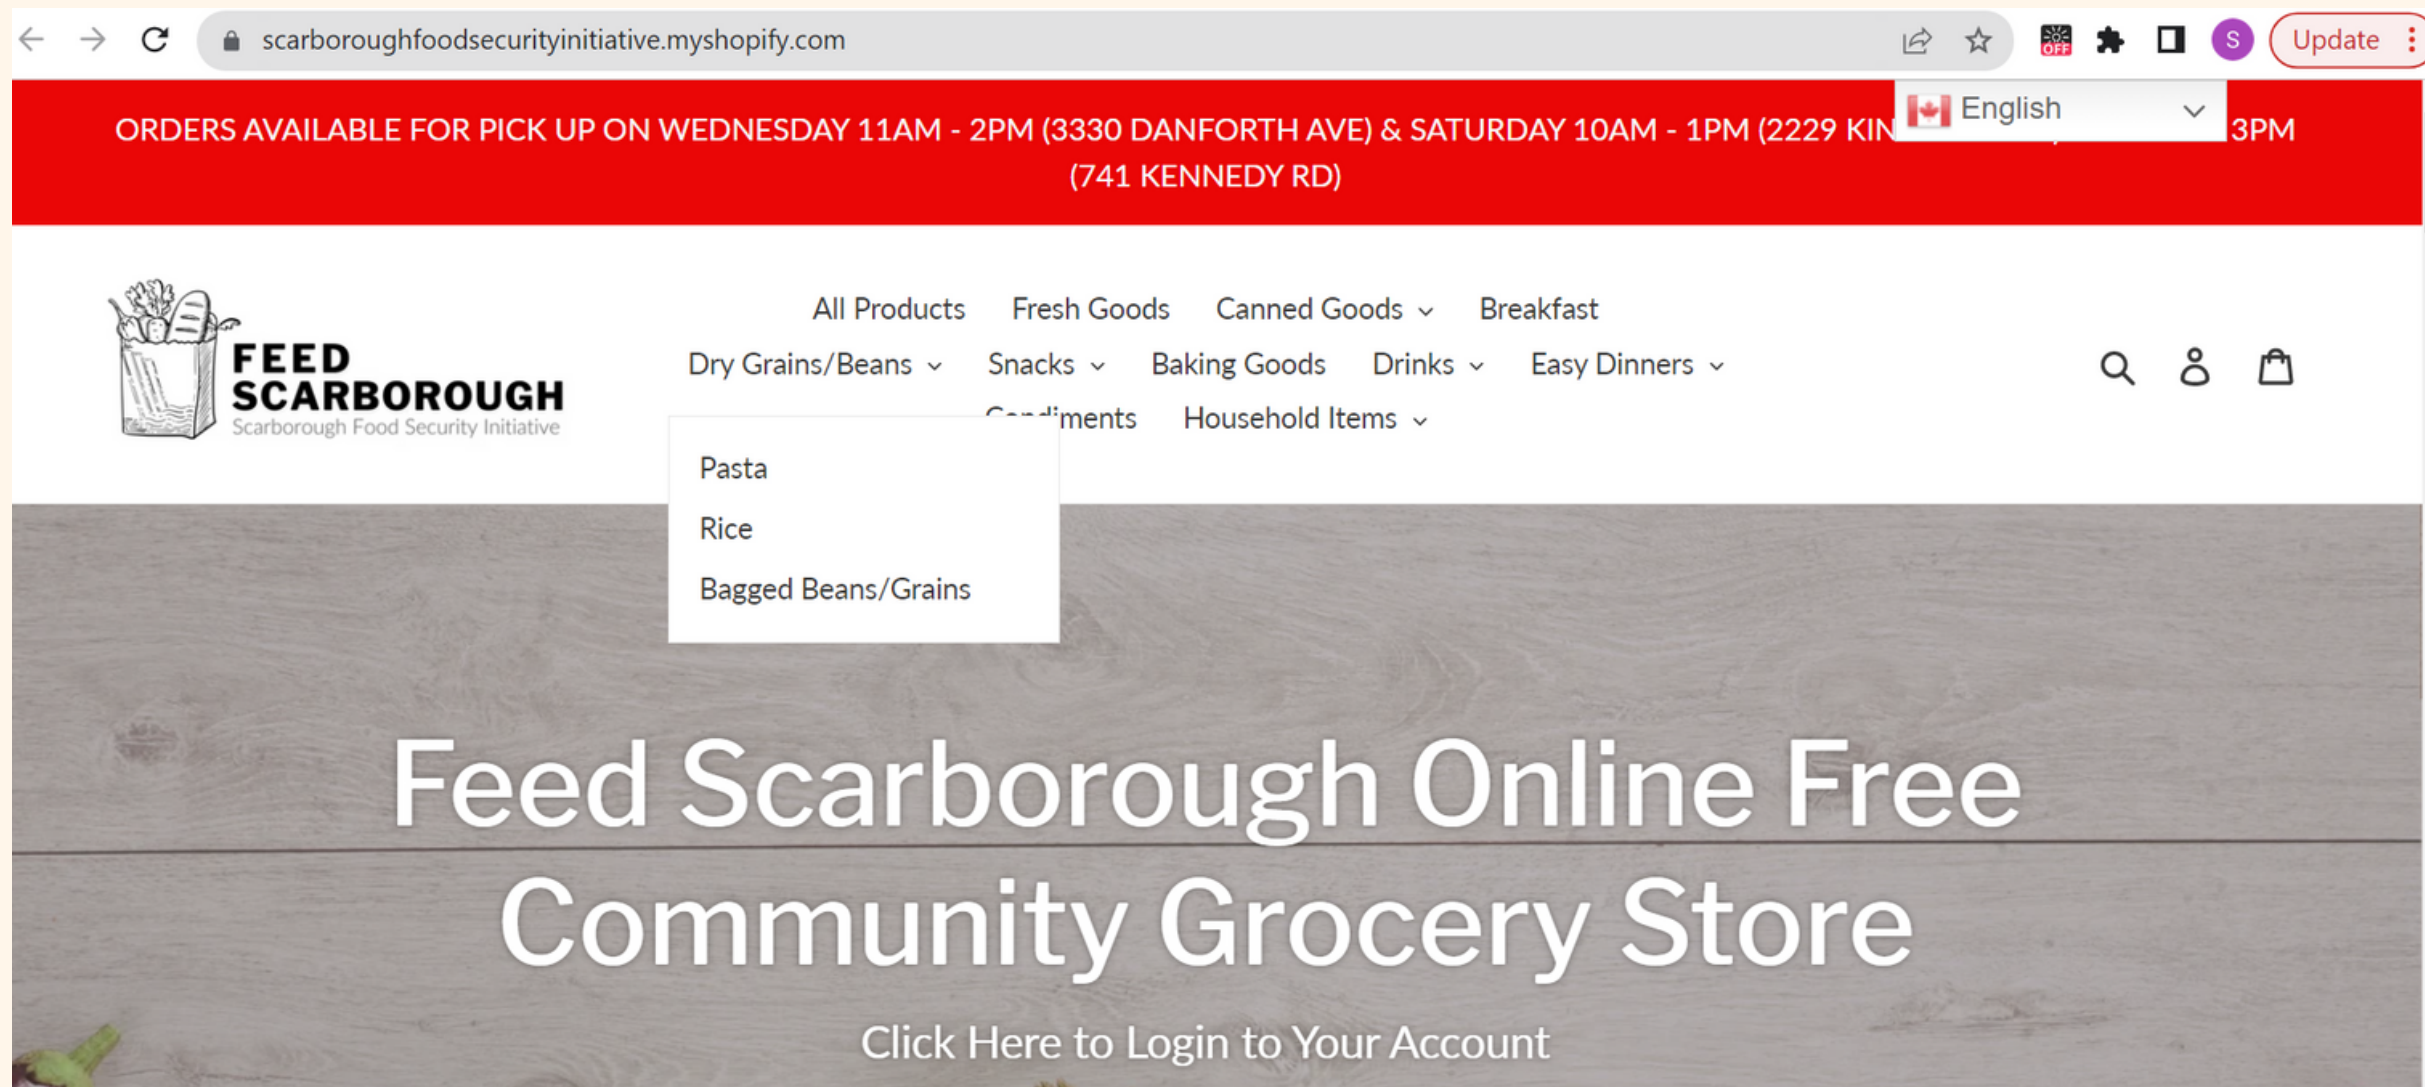 scarboroughfoodsecurityinitiative.myshopify.com
OFF
S
Update
English
ORDERS AVAILABLE FOR PICK UP ON WEDNESDAY 11AM - 2PM (3330 DANFORTH AVE) & SATURDAY 10AM - 1PM (2229 3PM
(741 KENNEDY RD)
FEED
SCARBOROUGH
Scarborough Food Security Initiative
All Products Fresh Goods Canned Goods Breakfast
Dry Grains/Beans Snacks Baking Goods Drinks Easy Dinners
Condiments Household Items
Pasta
Rice
Bagged Beans/Grains
Feed Scarborough Online Free
Community Grocery Store
Click Here to Login to Your Account